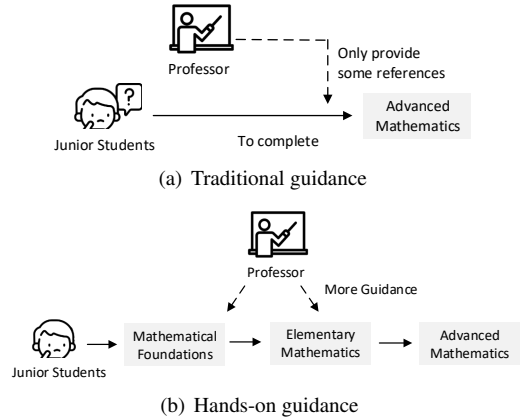 Professor
Only provide
some references
?
Junior Students
To complete
Advanced
Mathematics
(a) Traditional guidance
Professor
More Guidance
Junior Students
Mathematical
Foundations
Elementary
Mathematics
Advanced
Mathematics
(b) Hands-on guidance